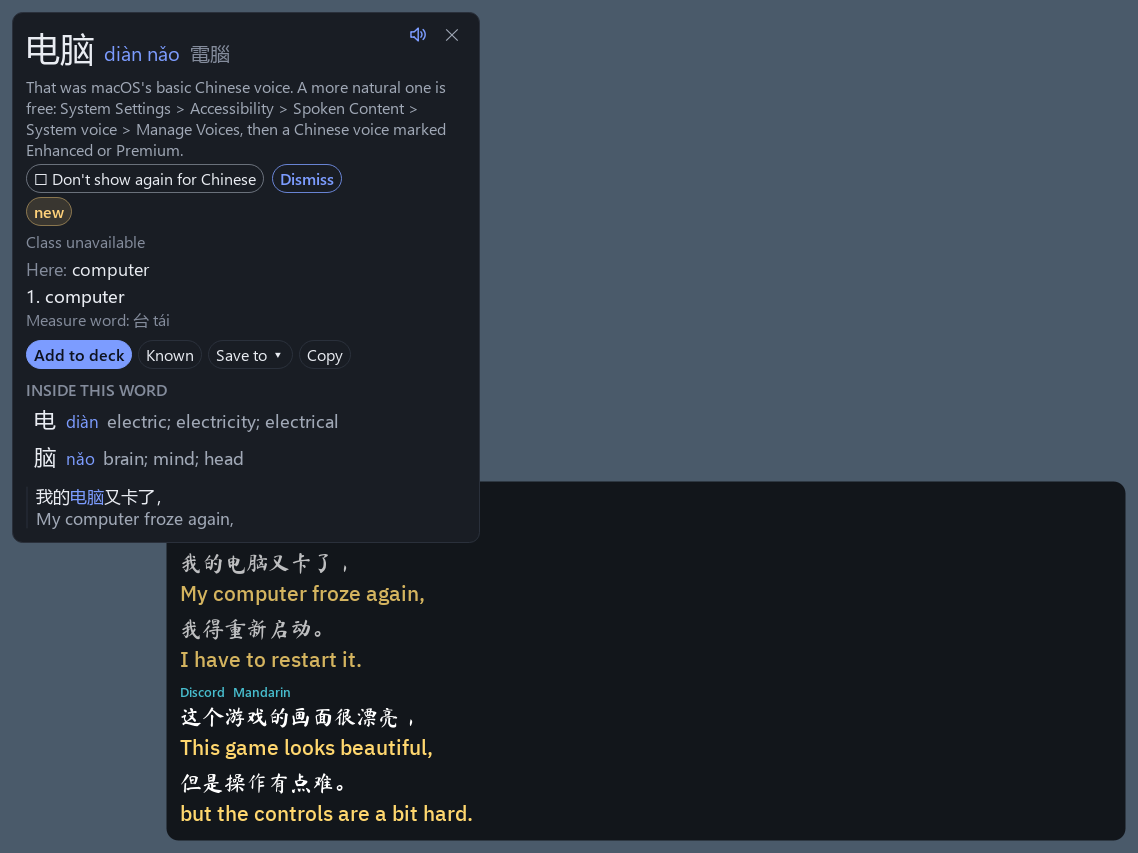 电脑 diàn nǎo 電腦
That was macOS's basic Chinese voice. A more natural one is
free: System Settings > Accessibility > Spoken Content >
System voice > Manage Voices, then a Chinese voice marked
Enhanced or Premium.
☐ Don't show again for Chinese Dismiss
new
Class unavailable
Here: computer
1. computer
Measure word: 台 tái
Add to deck Known Save to ▾ Copy
INSIDE THIS WORD
电 diàn electric; electricity; electrical
脑 nǎo brain; mind; head
我的电脑又卡了，
My computer froze again,
我的电脑又卡了，
My computer froze again,
我得重新启动。
I have to restart it.
Discord Mandarin
这个游戏的画面很漂亮，
This game looks beautiful,
但是操作有点难。
but the controls are a bit hard.